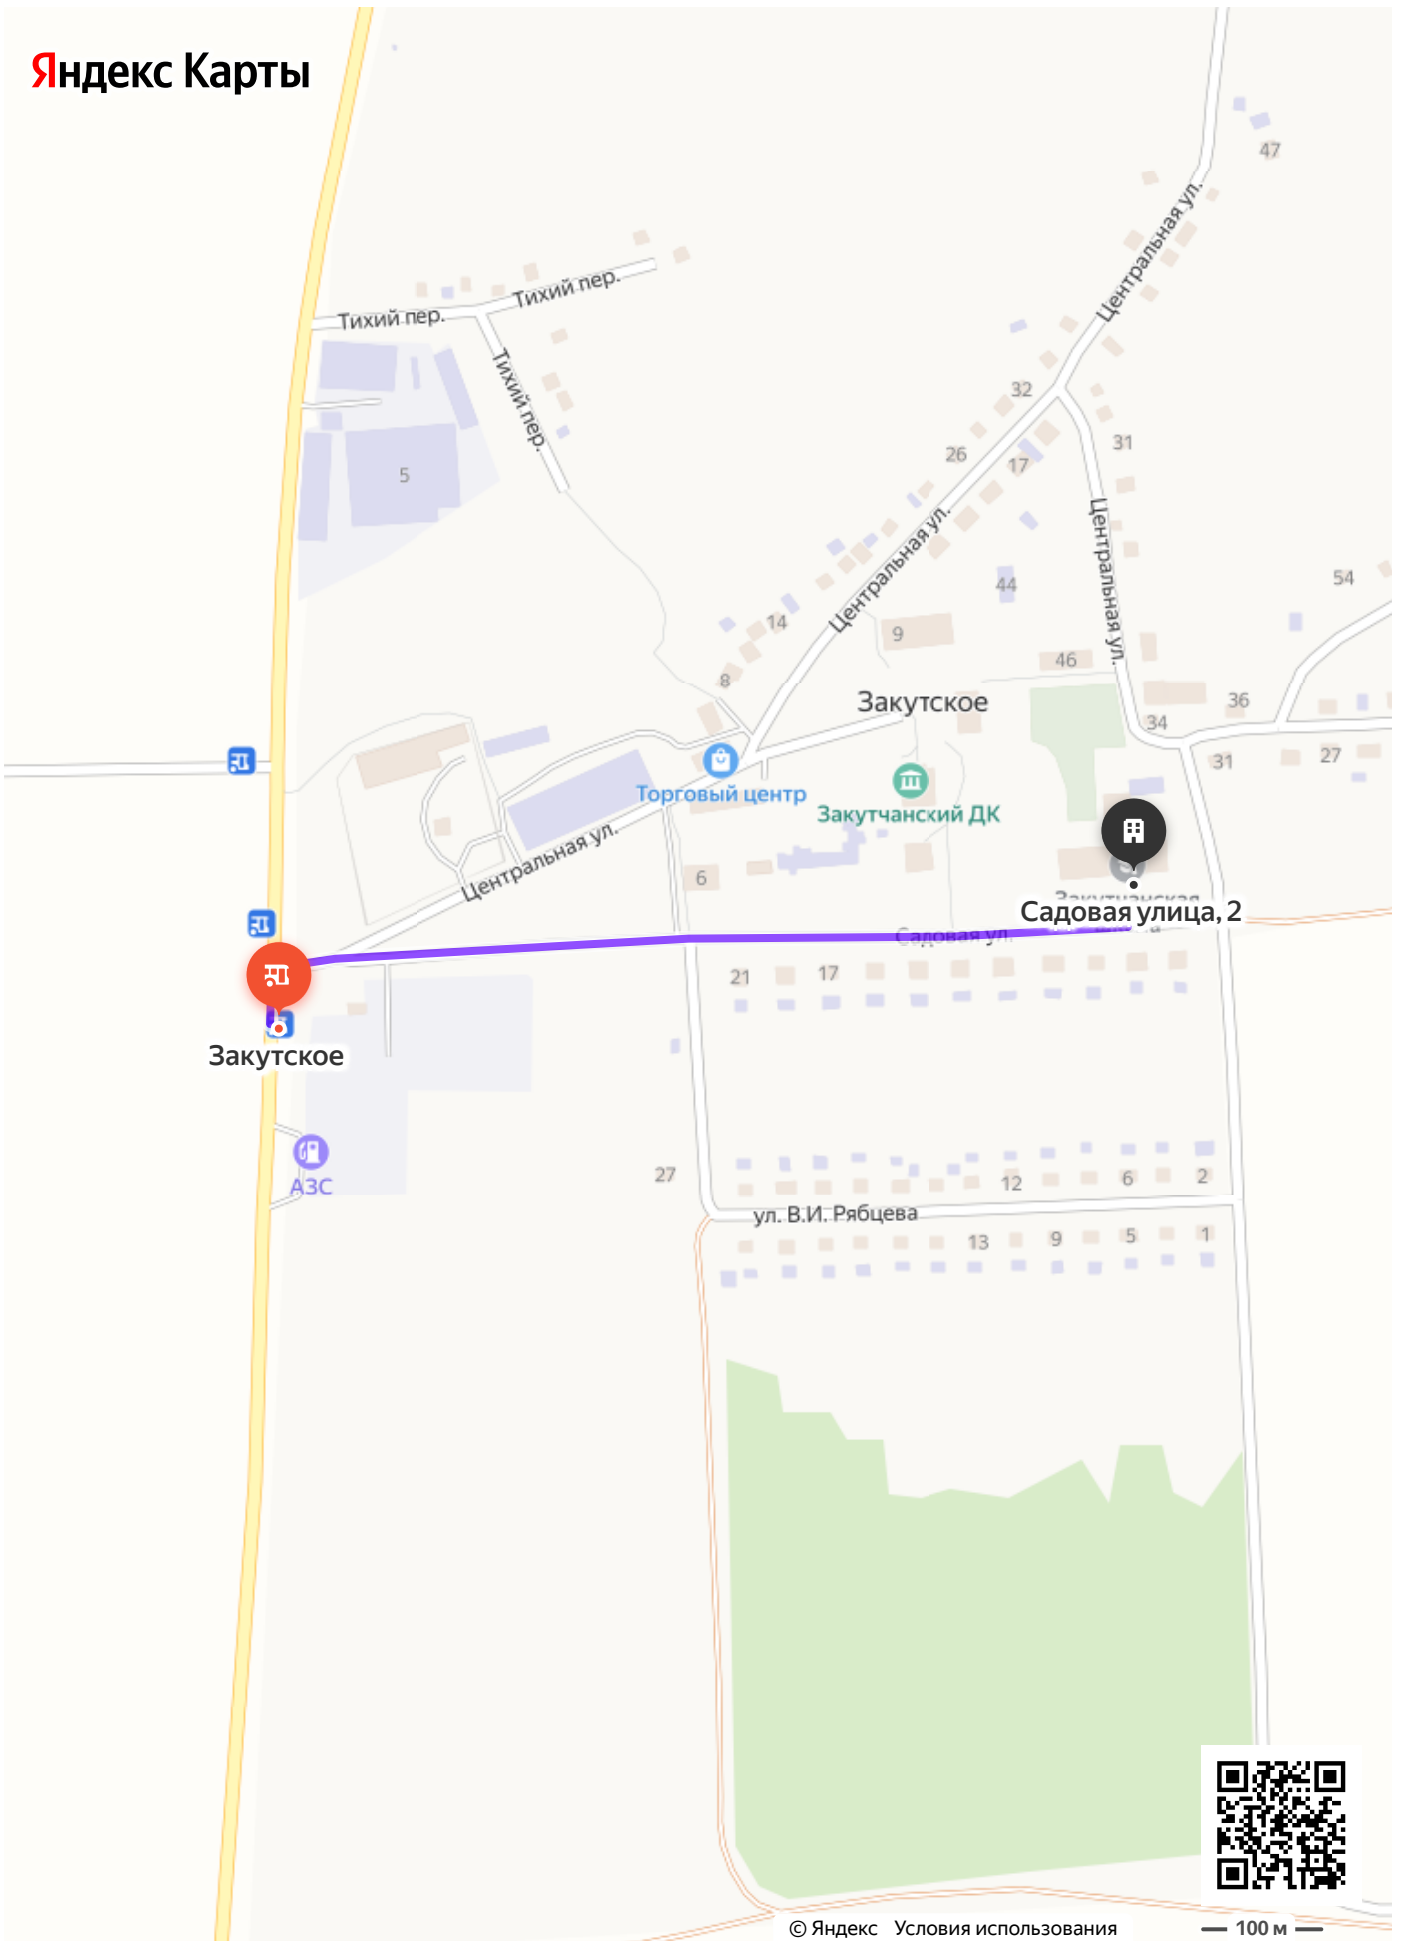 Яндекс Карты
47
Центральная ул.
Тихий пер.
Тихий пер.
Тихий пер.
32
31
26
17
5
Центральная ул.
Центральная ул.
54
44
14
9
46
8
Закутское
36
34
31
27
Торговый центр
Закутчанский ДК
Центральная ул.
6
Закутчанская
Садовая улица, 2
Садовая ул.
21
17
Закутское
АЗС
27
12
6
2
ул. В.И. Рябцева
13
9
5
1
© Яндекс Условия использования
100 м